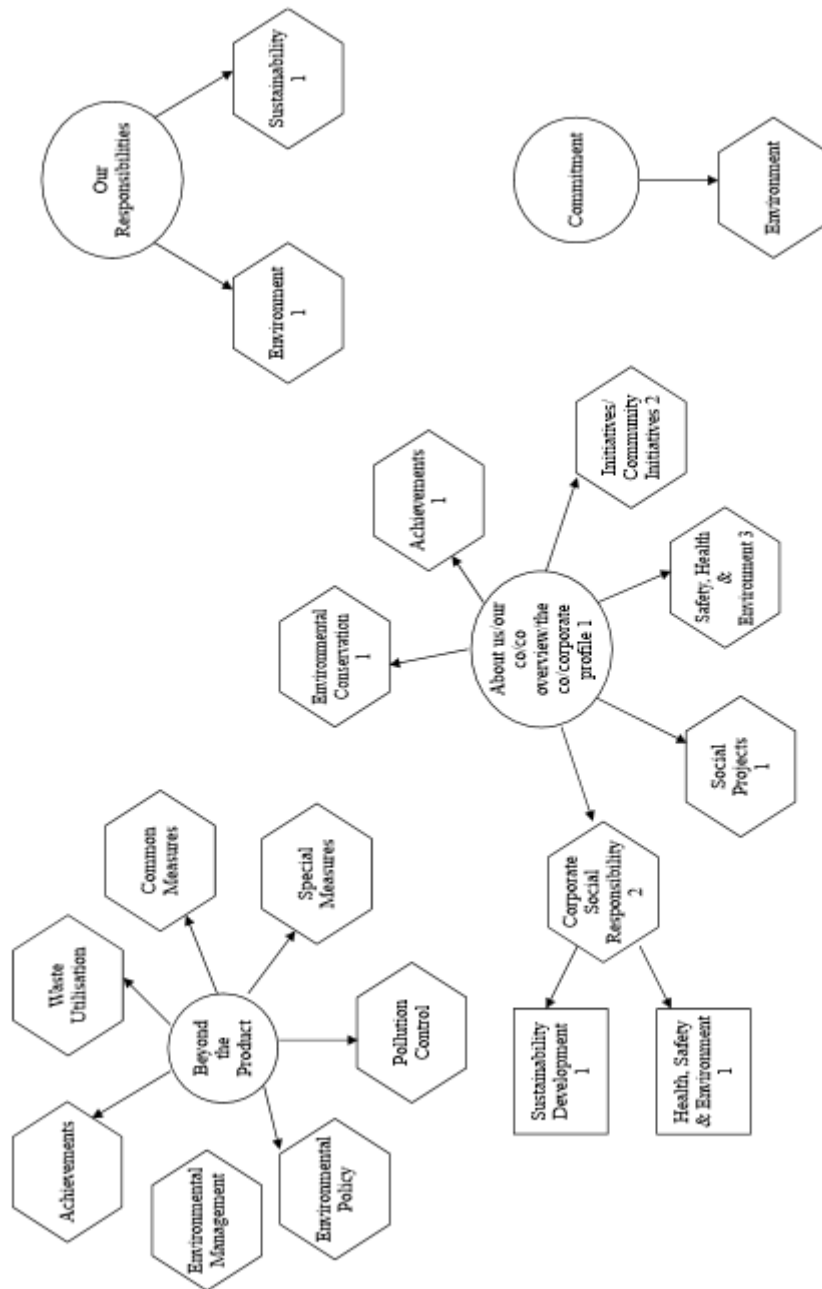 Achievements
Waste
Utilisation
Common
Measures
Special
Measures
Beyond
the
Product
Environmental
Management
Environmental
Policy
Pollution
Control
Our
Responsibilities
Environment
1
Sustainability
1
Environmental
Conservation
1
Achievements
1
About us/our
co/co
overview/the
co/corporate
profile 1
Initiatives/
Community
Initiatives 2
Safety, Health
&
Environment 3
Social
Projects
1
Corporate
Social
Responsibility
2
Sustainability
Development
1
Health, Safety
& Environment
1
Commitment
Environment